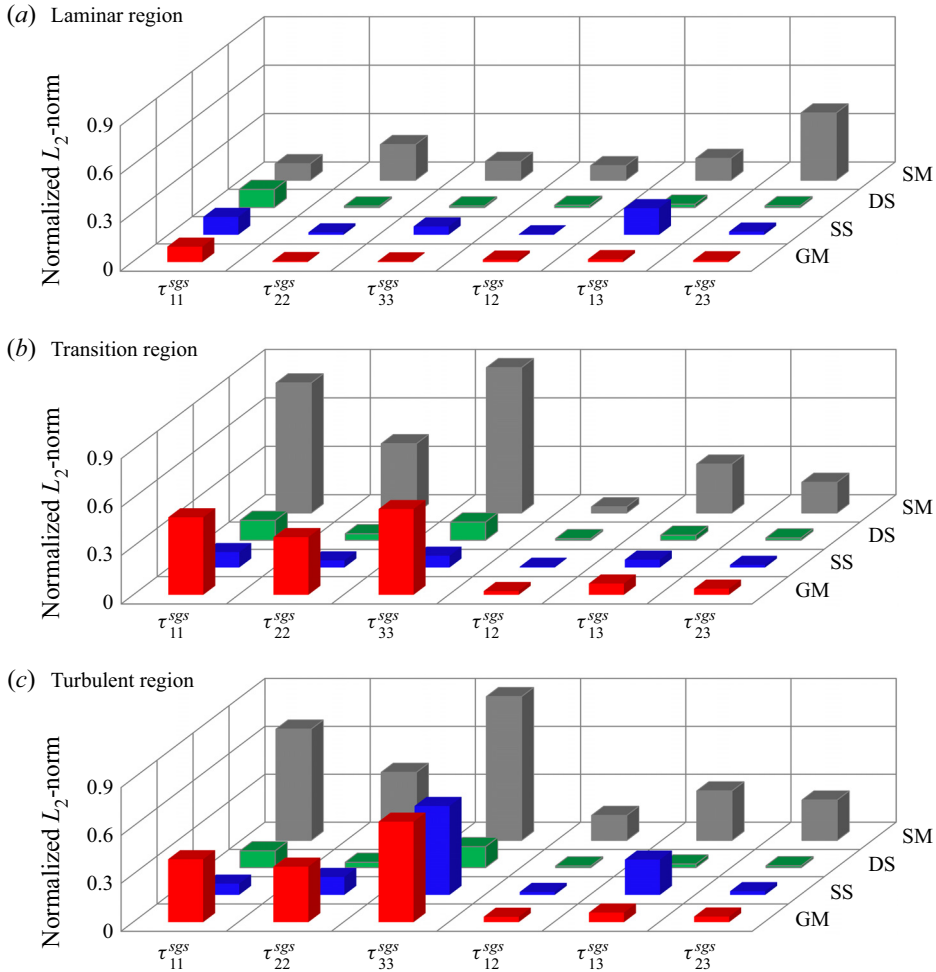 (a) Laminar region
Normalized L₂-norm
0.9
0.6
0.3
0
SM
DS
SS
GM
τ₁₁ˢᵍˢ τ₂₂ˢᵍˢ τ₃₃ˢᵍˢ τ₁₂ˢᵍˢ τ₁₃ˢᵍˢ τ₂₃ˢᵍˢ
(b) Transition region
Normalized L₂-norm
0.9
0.6
0.3
0
SM
DS
SS
GM
τ₁₁ˢᵍˢ τ₂₂ˢᵍˢ τ₃₃ˢᵍˢ τ₁₂ˢᵍˢ τ₁₃ˢᵍˢ τ₂₃ˢᵍˢ
(c) Turbulent region
Normalized L₂-norm
0.9
0.6
0.3
0
SM
DS
SS
GM
τ₁₁ˢᵍˢ τ₂₂ˢᵍˢ τ₃₃ˢᵍˢ τ₁₂ˢᵍˢ τ₁₃ˢᵍˢ τ₂₃ˢᵍˢ